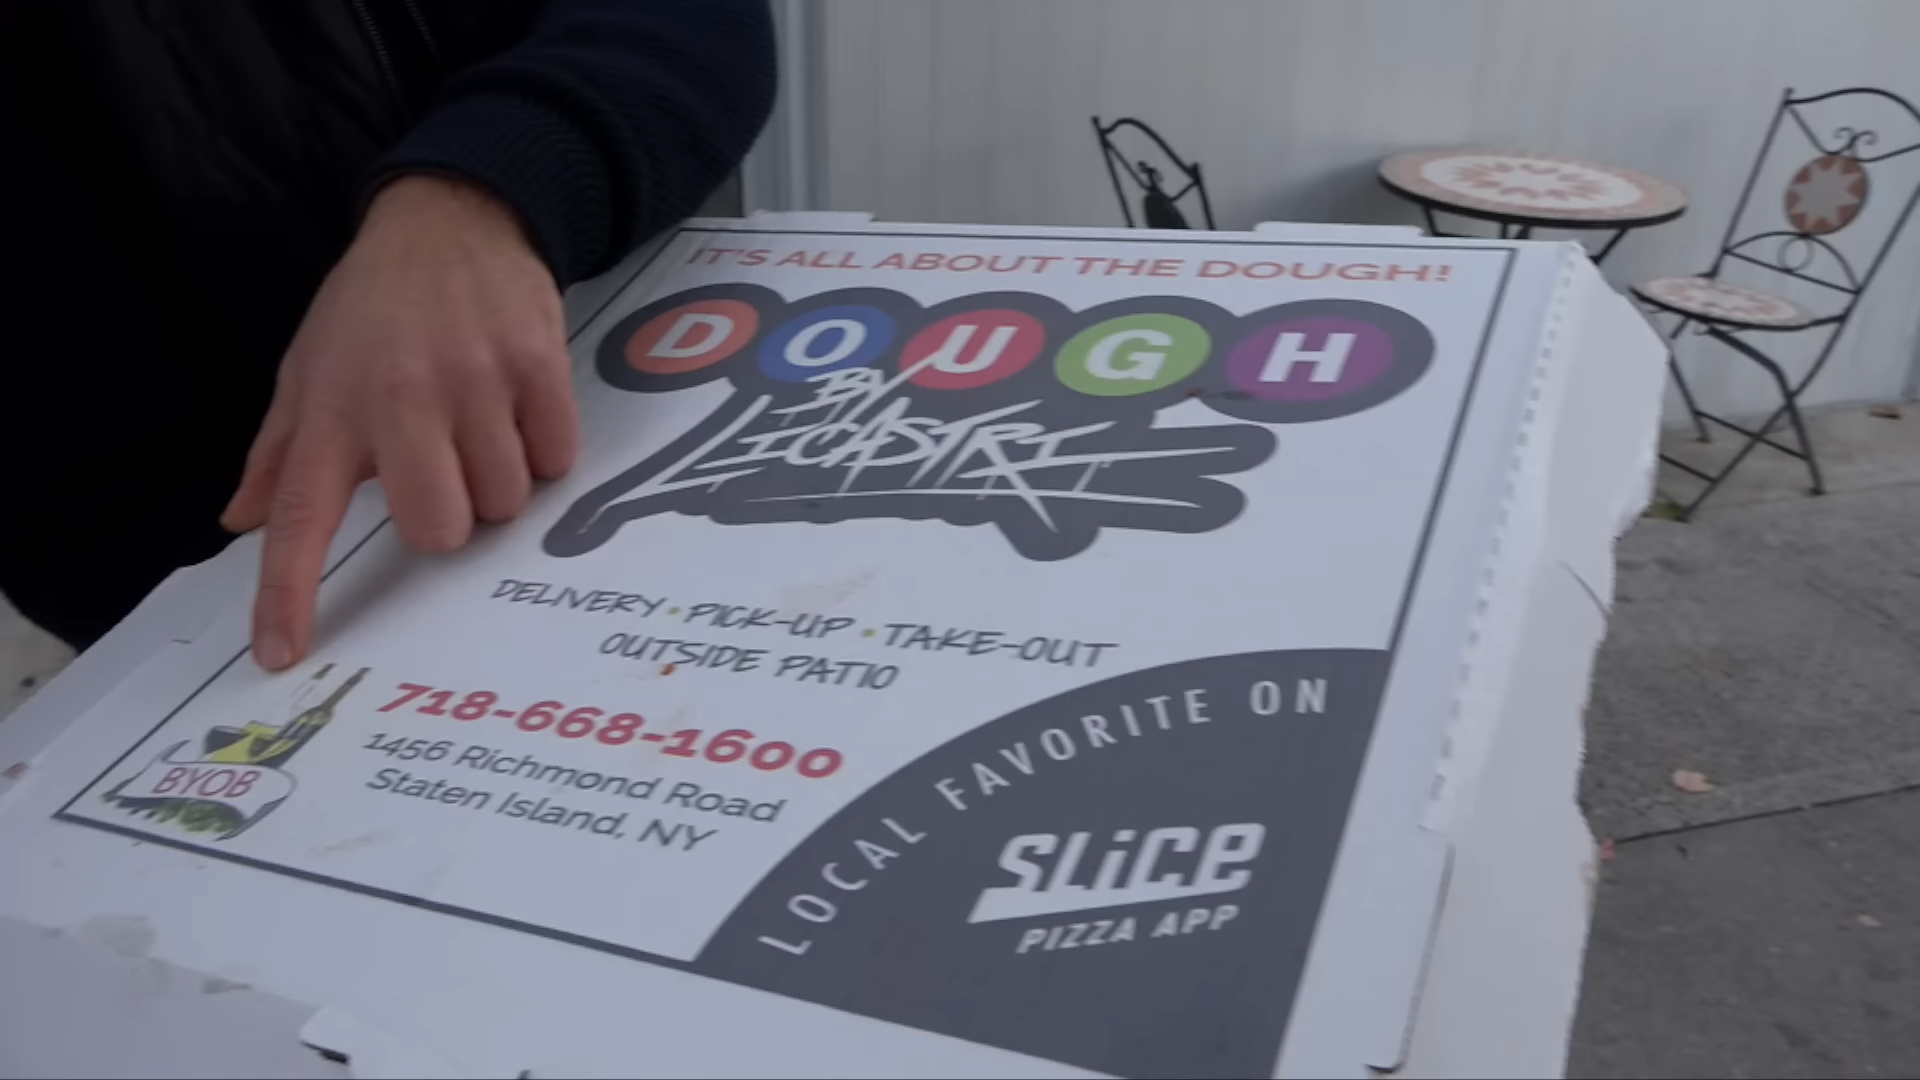 IT'S ALL ABOUT THE DOUGH!
DOUGH
BY
LICASTRI
DELIVERY • PICK-UP • TAKE-OUT
OUTSIDE PATIO
718-668-1600
1456 Richmond Road
Staten Island, NY
BYOB
LOCAL FAVORITE ON
SLiCE
PIZZA APP